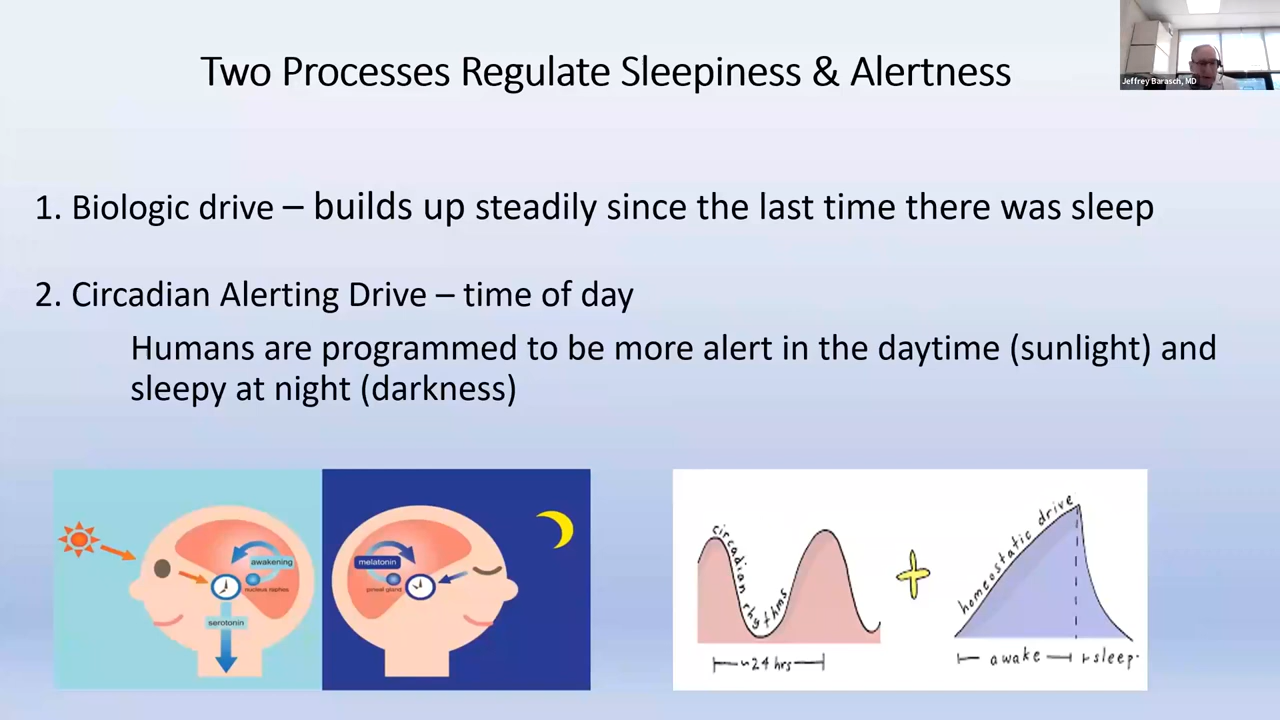 Two Processes Regulate Sleepiness & Alertness
Jeffrey Barasch, MD
1. Biologic drive – builds up steadily since the last time there was sleep
2. Circadian Alerting Drive – time of day
Humans are programmed to be more alert in the daytime (sunlight) and
sleepy at night (darkness)
awakening
nucleus raphes
serotonin
melatonin
pineal gland
circadian rhythms
~24 hrs
+
homeostatic drive
awake
sleep